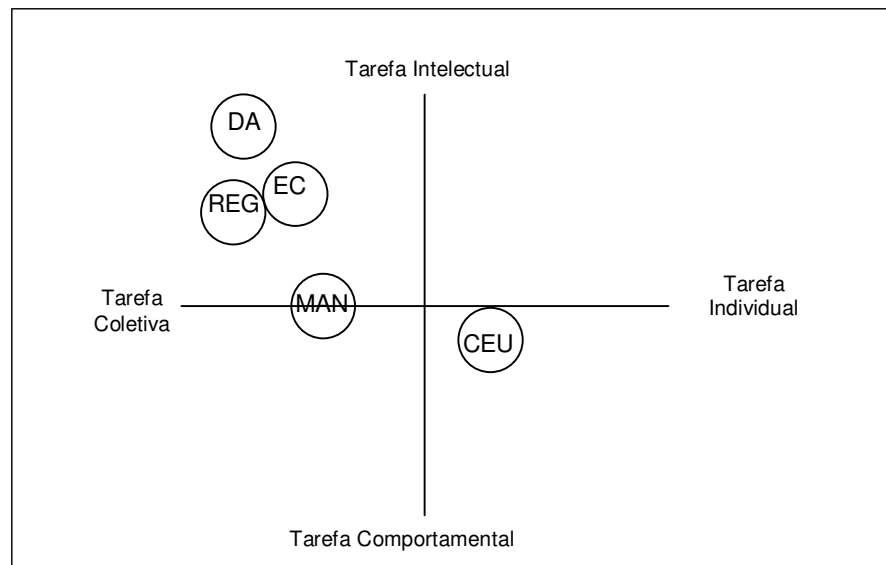 Tarefa Intelectual
DA
EC
REG
Tarefa
Coletiva
MAN
Tarefa
Individual
CEU
Tarefa Comportamental